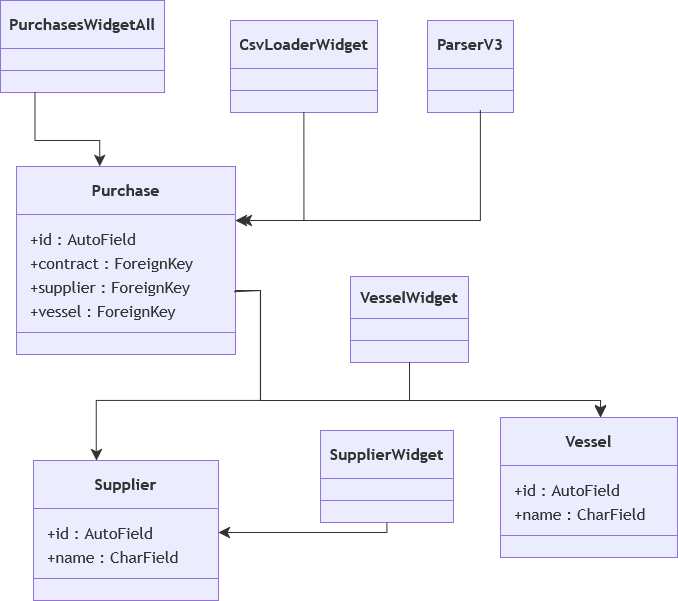 PurchasesWidgetAll
CsvLoaderWidget
ParserV3
Purchase
+id : AutoField
+contract : ForeignKey
+supplier : ForeignKey
+vessel : ForeignKey
VesselWidget
Supplier
+id : AutoField
+name : CharField
SupplierWidget
Vessel
+id : AutoField
+name : CharField